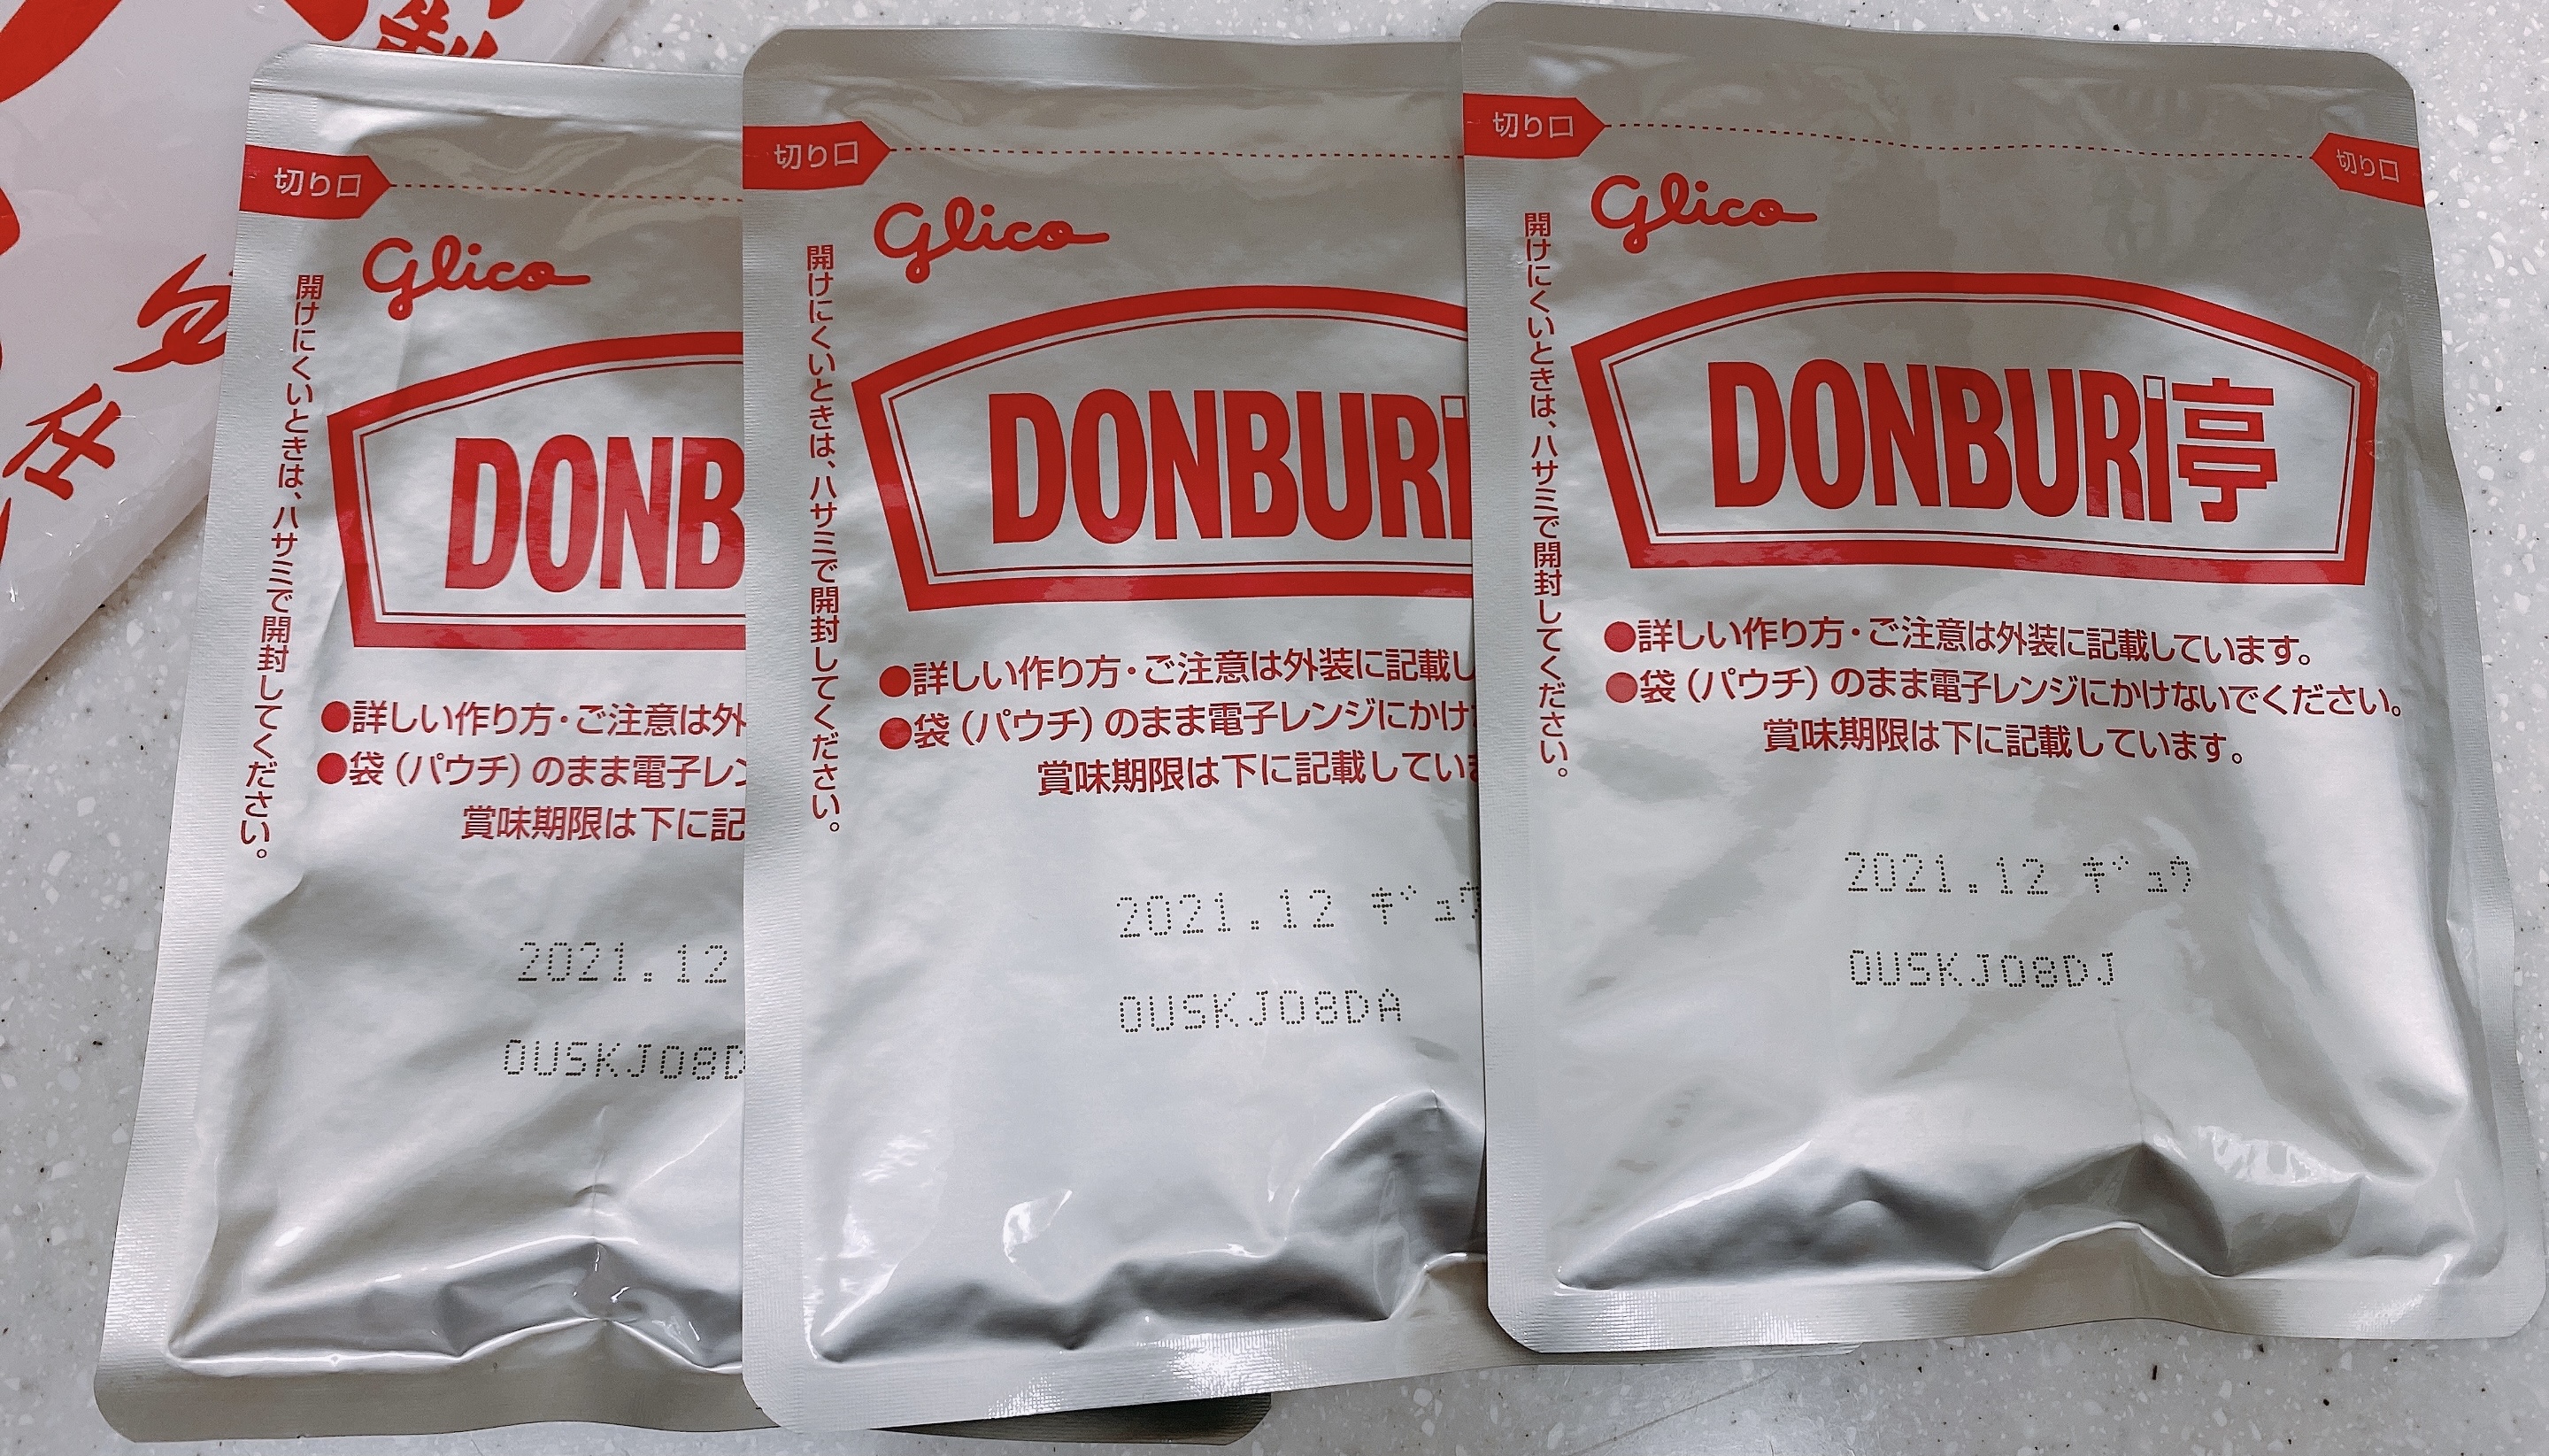 切り口
Glico
開けにくいときは、ハサミで開封してください。
DONB
●詳しい作り方・ご注意は外
●袋（パウチ）のまま電子レン
賞味期限は下に記
2021.12
OUSKJ08D
切り口
Glico
開けにくいときは、ハサミで開封してください。
DONBURi
●詳しい作り方・ご注意は外装に記載し
●袋（パウチ）のまま電子レンジにかけ
賞味期限は下に記載していま
2021.12 ギュウ
OUSKJ08DA
切り口
切り口
Glico
開けにくいときは、ハサミで開封してください。
DONBURi亭
●詳しい作り方・ご注意は外装に記載しています。
●袋（パウチ）のまま電子レンジにかけないでください。
賞味期限は下に記載しています。
2021.12 ギュウ
OUSKJ08DJ